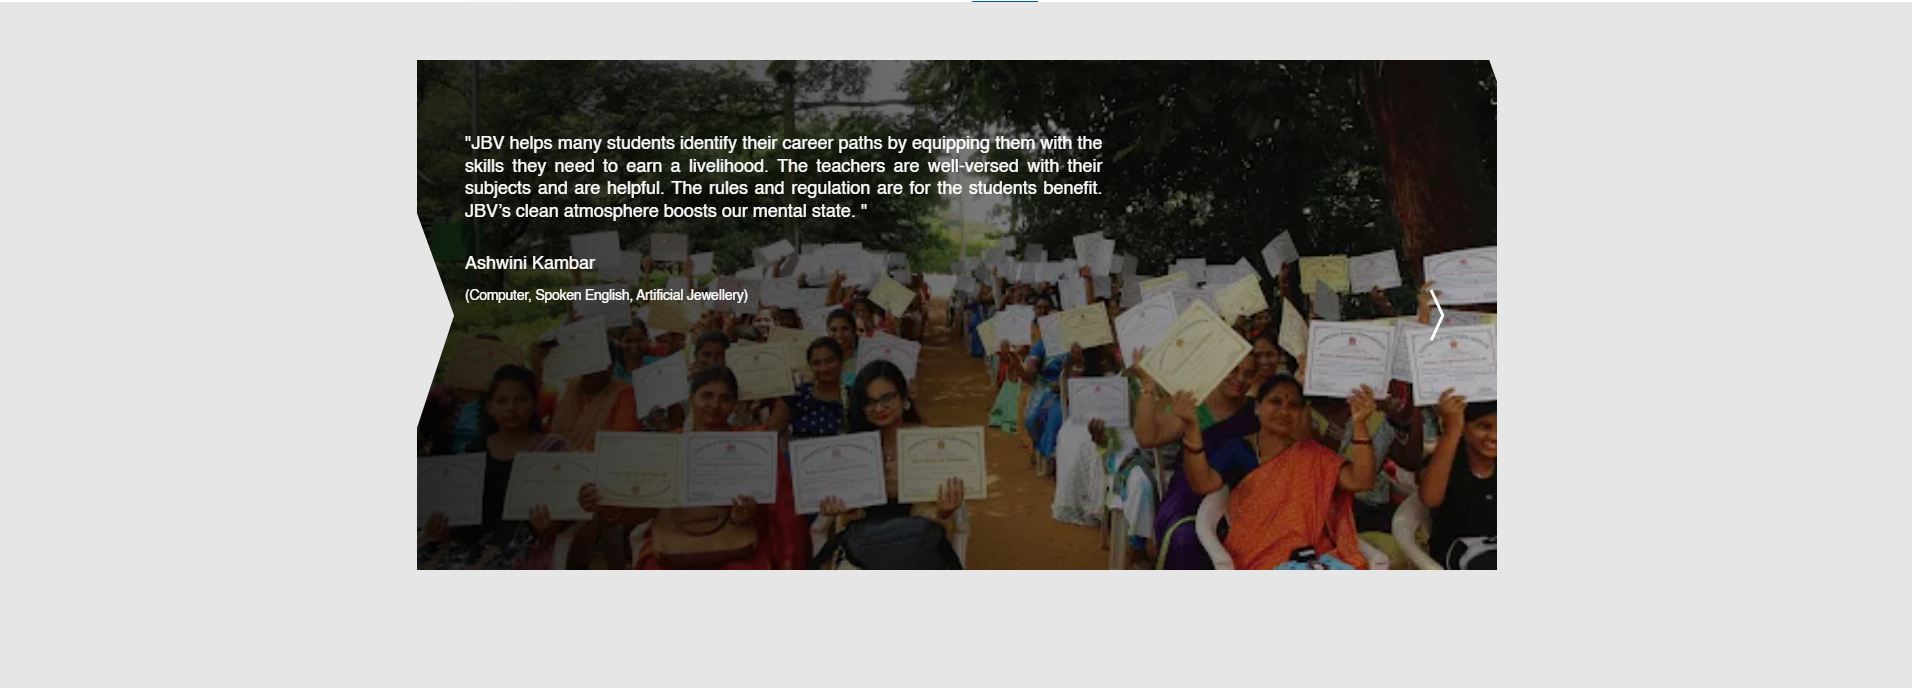 "JBV helps many students identify their career paths by equipping them with the
skills they need to earn a livelihood. The teachers are well-versed with their
subjects and are helpful. The rules and regulation are for the students benefit.
JBV’s clean atmosphere boosts our mental state. "
Ashwini Kambar
(Computer, Spoken English, Artificial Jewellery)